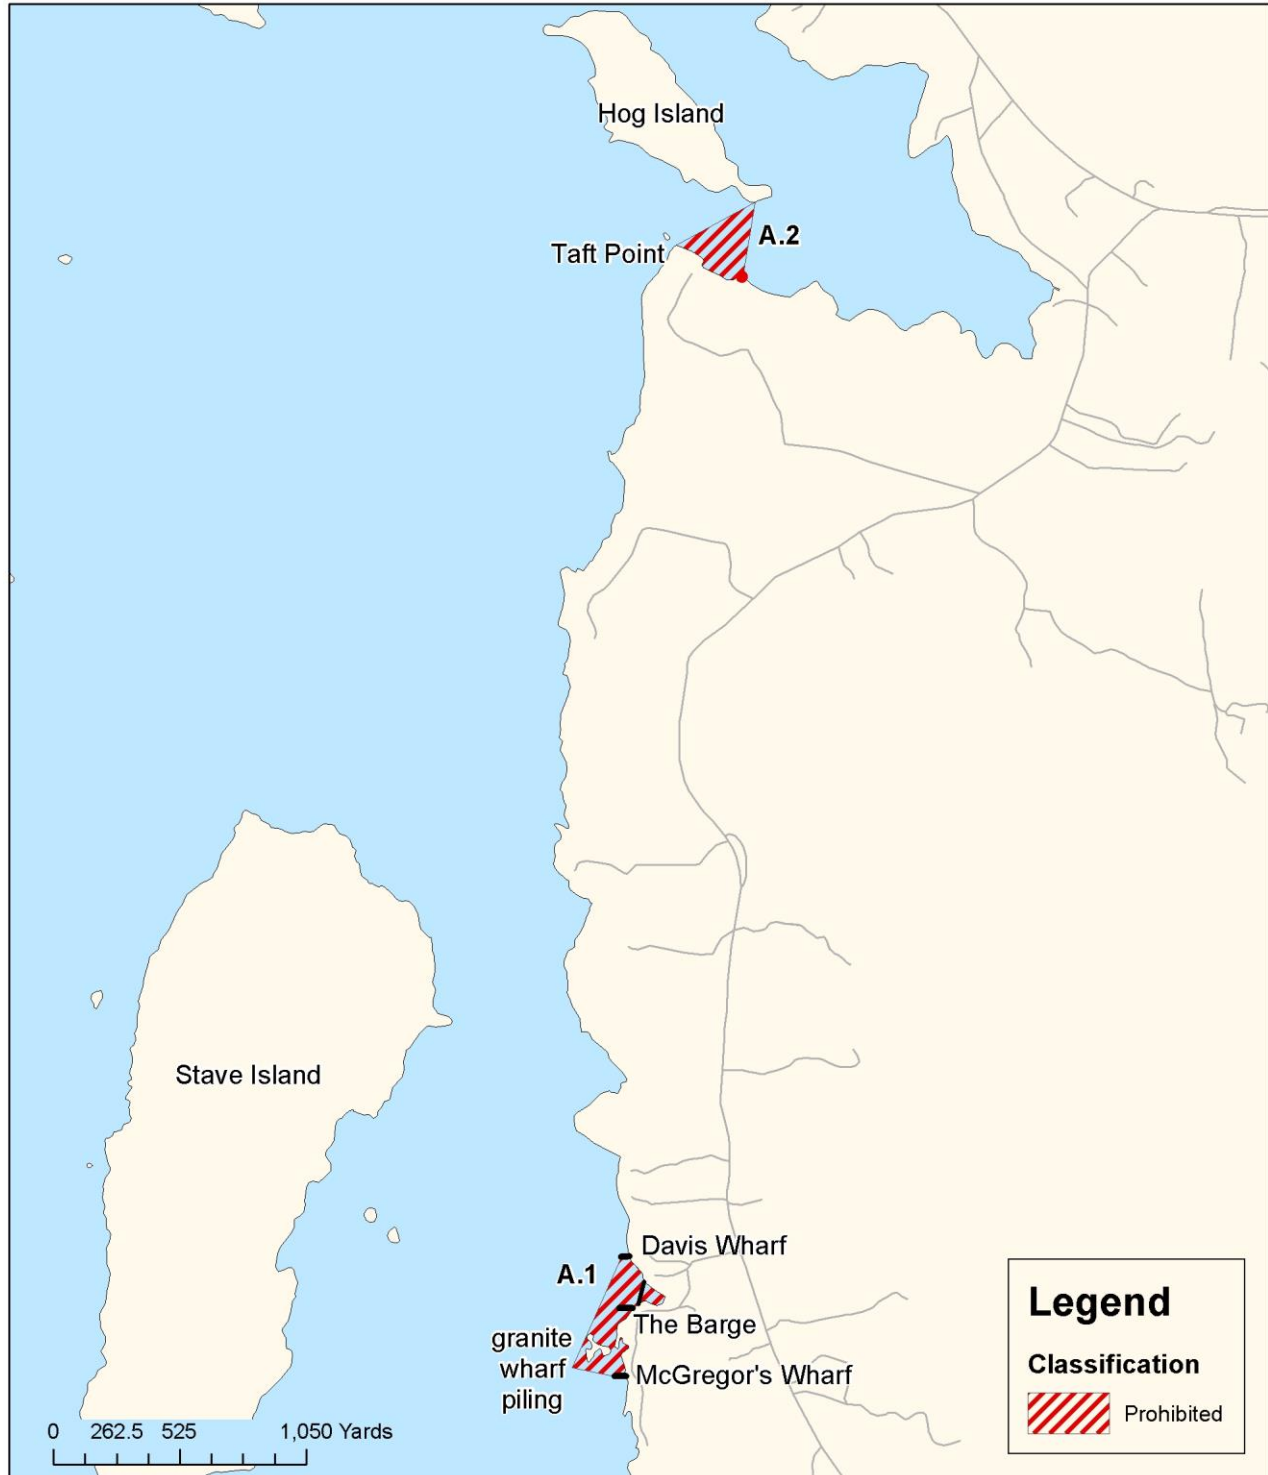 Hog Island
A.2
Taft Point
Stave Island
Davis Wharf
A.1
The Barge
granite
wharf
piling
McGregor's Wharf
Legend
Classification
Prohibited
0 262.5 525 1,050 Yards